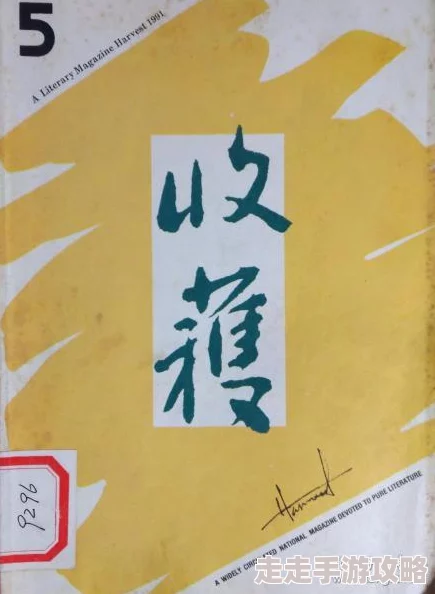 5
A Literary Magazine Harvest 1991
收
穫
Harvest
A WIDELY CIRCULATED NATIONAL MAGAZINE DEVOTED TO PURE LITERATURE
9296
走走手游攻略